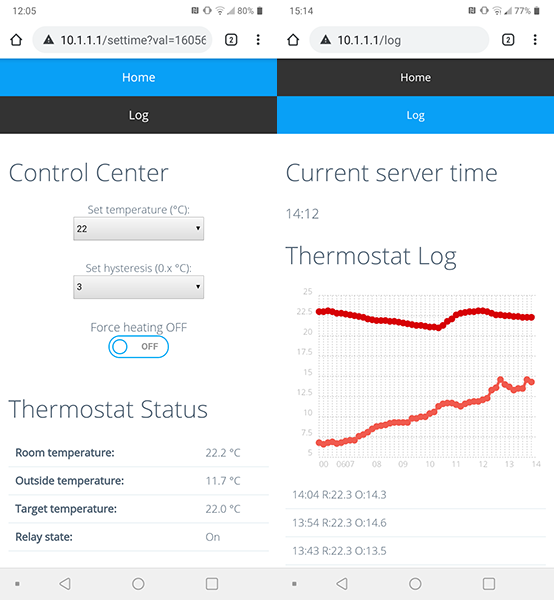 12:05
80%
10.1.1.1/settime?val=16056
2
Home
Log
Control Center
Set temperature (°C):
22
Set hysteresis (0.x °C):
3
Force heating OFF
OFF
Thermostat Status
Room temperature: 22.2 °C
Outside temperature: 11.7 °C
Target temperature: 22.0 °C
Relay state: On
15:14
77%
10.1.1.1/log
2
Home
Log
Current server time
14:12
Thermostat Log
25
22.5
20
17.5
15
12.5
10
7.5
5
00 0607 08 09 10 11 12 13 14
14:04 R:22.3 O:14.3
13:54 R:22.3 O:14.6
13:43 R:22.3 O:13.5